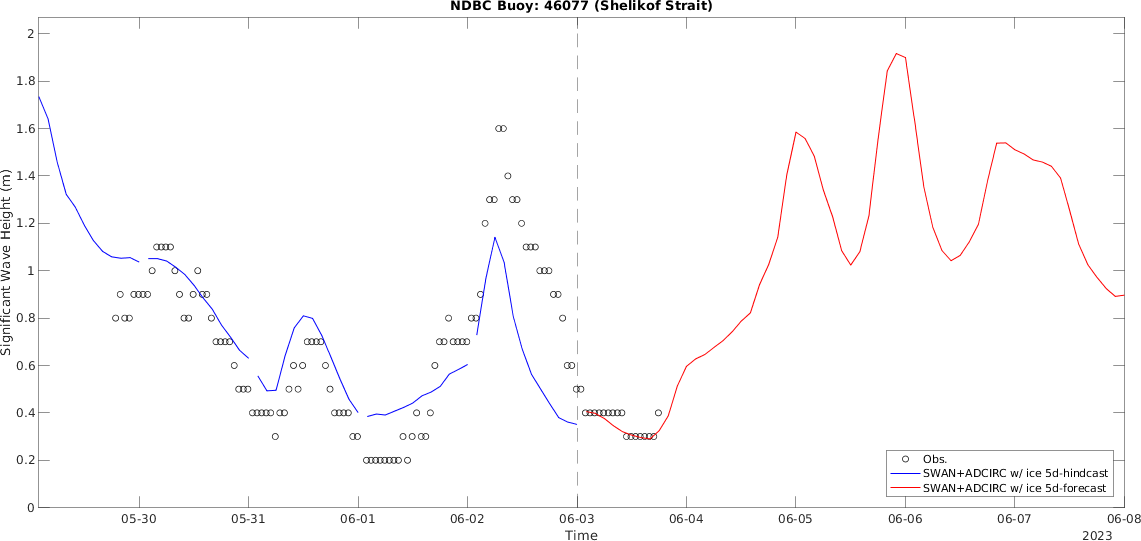 NDBC Buoy: 46077 (Shelikof Strait)
2
1.8
1.6
1.4
1.2
1
0.8
0.6
0.4
0.2
0
Significant Wave Height (m)
Obs.
SWAN+ADCIRC w/ ice 5d-hindcast
SWAN+ADCIRC w/ ice 5d-forecast
05-30 05-31 06-01 06-02 06-03 06-04 06-05 06-06 06-07 06-08
Time
2023